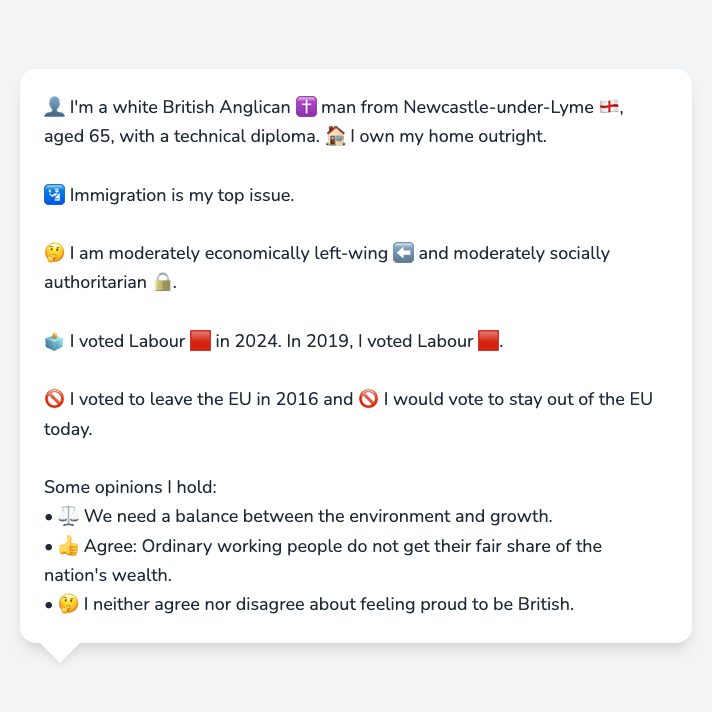 👤 I'm a white British Anglican ✝️ man from Newcastle-under-Lyme 🏴󠁧󠁢󠁥󠁮󠁧󠁿,
aged 65, with a technical diploma. 🏠 I own my home outright.
🛂 Immigration is my top issue.
🤔 I am moderately economically left-wing ⬅️ and moderately socially
authoritarian 🔒.
🗳️ I voted Labour 🟥 in 2024. In 2019, I voted Labour 🟥.
🚫 I voted to leave the EU in 2016 and 🚫 I would vote to stay out of the EU
today.
Some opinions I hold:
• ⚖️ We need a balance between the environment and growth.
• 👍 Agree: Ordinary working people do not get their fair share of the
nation's wealth.
• 🤔 I neither agree nor disagree about feeling proud to be British.